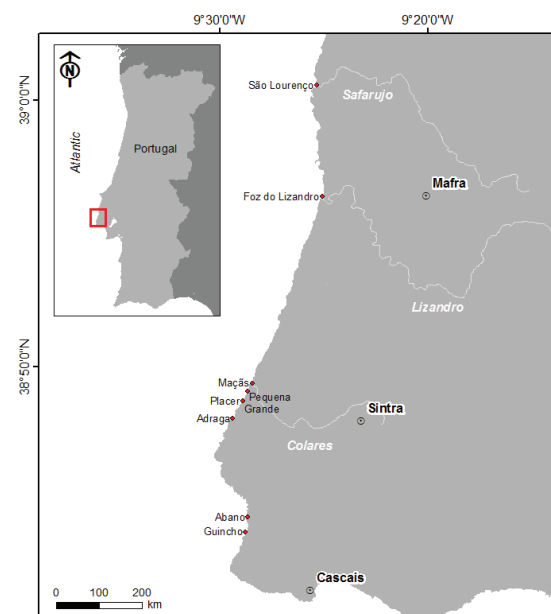 9°30'0"W
9°20'0"W
N
Atlantic
Portugal
39°0'0"N
São Lourenço
Safarujo
Mafra
Foz do Lizandro
Lizandro
38°50'0"N
Maçãs
Pequena
Placer
Grande
Sintra
Adraga
Colares
Abano
Guincho
Cascais
0 100 200
km